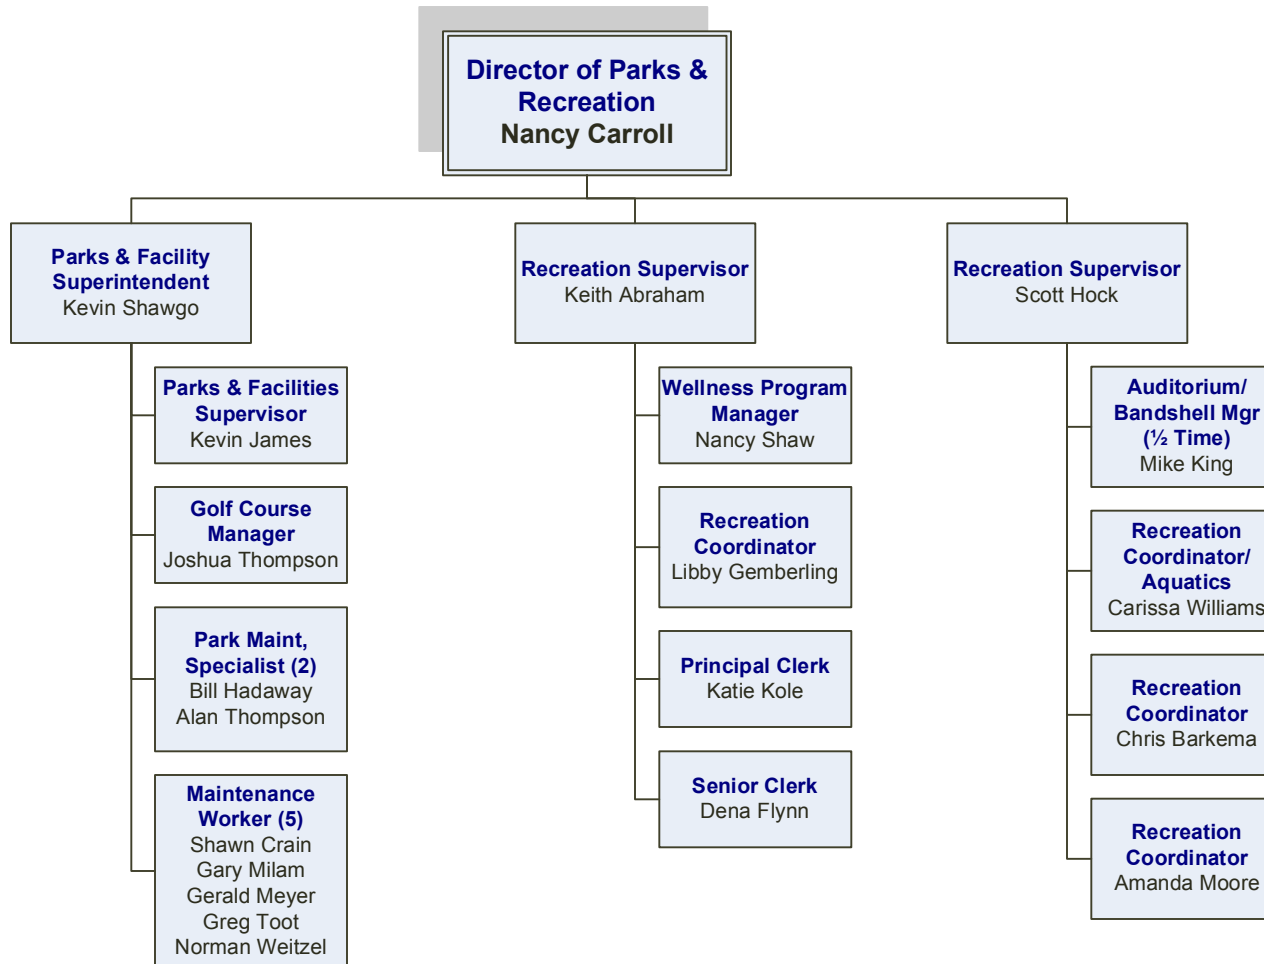 Director of Parks &
Recreation
Nancy Carroll
Parks & Facility
Superintendent
Kevin Shawgo
Recreation Supervisor
Keith Abraham
Recreation Supervisor
Scott Hock
Parks & Facilities
Supervisor
Kevin James
Golf Course
Manager
Joshua Thompson
Park Maint,
Specialist (2)
Bill Hadaway
Alan Thompson
Maintenance
Worker (5)
Shawn Crain
Gary Milam
Gerald Meyer
Greg Toot
Norman Weitzel
Wellness Program
Manager
Nancy Shaw
Recreation
Coordinator
Libby Gemberling
Principal Clerk
Katie Kole
Senior Clerk
Dena Flynn
Auditorium/
Bandshell Mgr
(½ Time)
Mike King
Recreation
Coordinator/
Aquatics
Carissa Williams
Recreation
Coordinator
Chris Barkema
Recreation
Coordinator
Amanda Moore